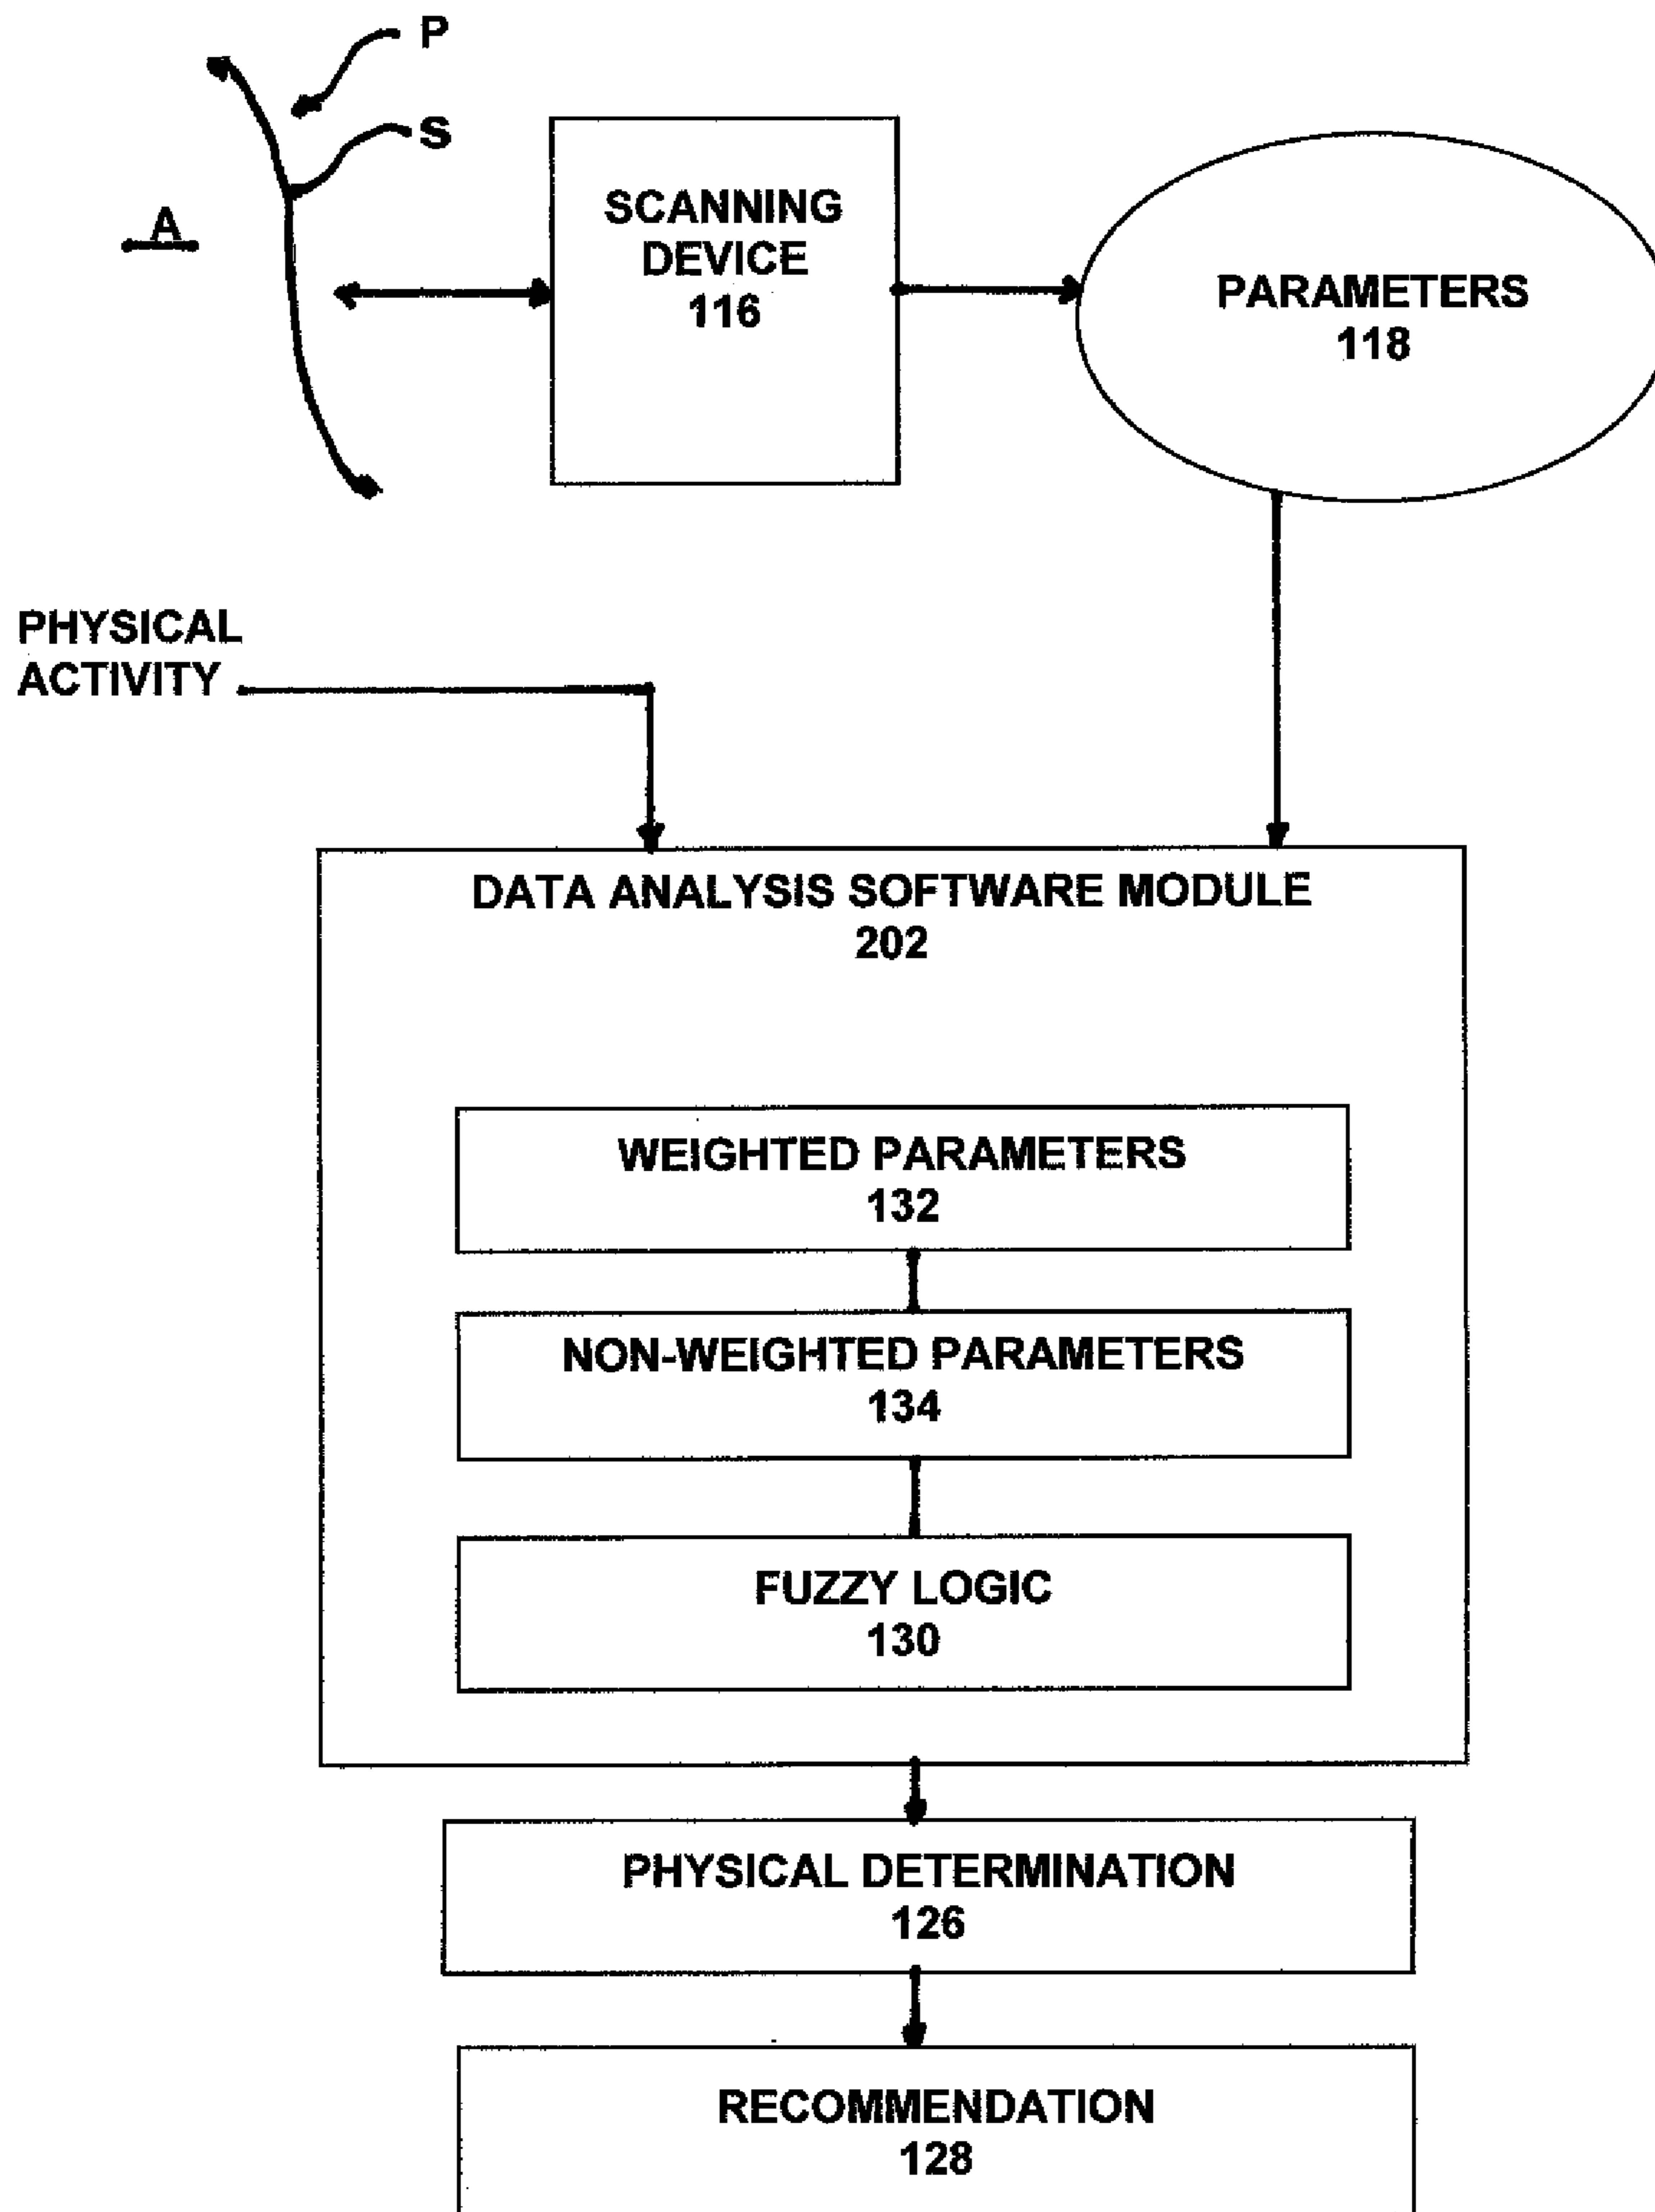 P
S
A
SCANNING
DEVICE
116
PARAMETERS
118
PHYSICAL
ACTIVITY
DATA ANALYSIS SOFTWARE MODULE
202
WEIGHTED PARAMETERS
132
NON-WEIGHTED PARAMETERS
134
FUZZY LOGIC
130
PHYSICAL DETERMINATION
126
RECOMMENDATION
128